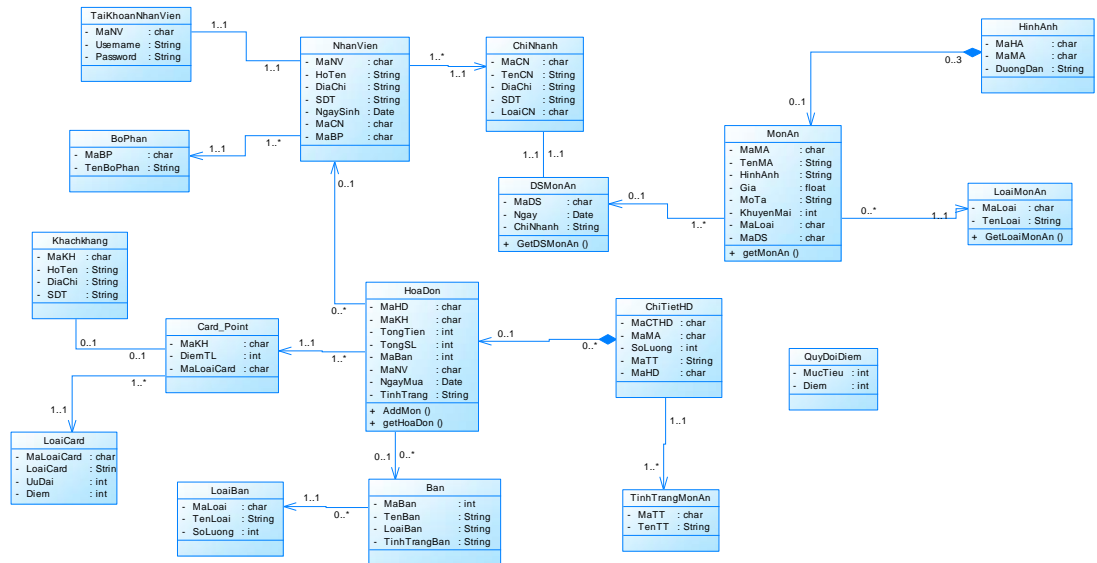 TaiKhoanNhanVien
- MaNV : char
- Username : String
- Password : String
1..1
1..1
NhanVien
- MaNV : char
- HoTen : String
- DiaChi : String
- SDT : String
- NgaySinh : Date
- MaCN : char
- MaBP : char
1..*
1..1
ChiNhanh
- MaCN : char
- TenCN : String
- DiaChi : String
- SDT : String
- LoaiCN : char
HinhAnh
- MaHA : char
- MaMA : char
- DuongDan : String
0..3
0..1
BoPhan
- MaBP : char
- TenBoPhan : String
1..1
1..*
1..1
1..1
MonAn
- MaMA : char
- TenMA : String
- HinhAnh : String
- Gia : float
- MoTa : String
- KhuyenMai : int
- MaLoai : char
- MaDS : char
+ getMonAn ()
DSMonAn
- MaDS : char
- Ngay : Date
- ChiNhanh : String
+ GetDSMonAn ()
0..1
1..*
0..*
1..1
LoaiMonAn
- MaLoai : char
- TenLoai : String
+ GetLoaiMonAn ()
0..1
0..*
Khachkhang
- MaKH : char
- HoTen : String
- DiaChi : String
- SDT : String
0..1
0..1
Card_Point
- MaKH : char
- DiemTL : int
- MaLoaiCard : char
1..1
1..*
HoaDon
- MaHD : char
- MaKH : char
- TongTien : int
- TongSL : int
- MaBan : int
- MaNV : char
- NgayMua : Date
- TinhTrang : String
+ AddMon ()
+ getHoaDon ()
0..1
0..*
ChiTietHD
- MaCTHD : char
- MaMA : char
- SoLuong : int
- MaTT : String
- MaHD : char
QuyDoiDiem
- MucTieu : int
- Diem : int
1..*
1..1
LoaiCard
- MaLoaiCard : char
- LoaiCard : Strin
- UuDai : int
- Diem : int
0..1
0..*
1..1
1..*
LoaiBan
- MaLoai : char
- TenLoai : String
- SoLuong : int
1..1
0..*
Ban
- MaBan : int
- TenBan : String
- LoaiBan : String
- TinhTrangBan : String
TinhTrangMonAn
- MaTT : char
- TenTT : String